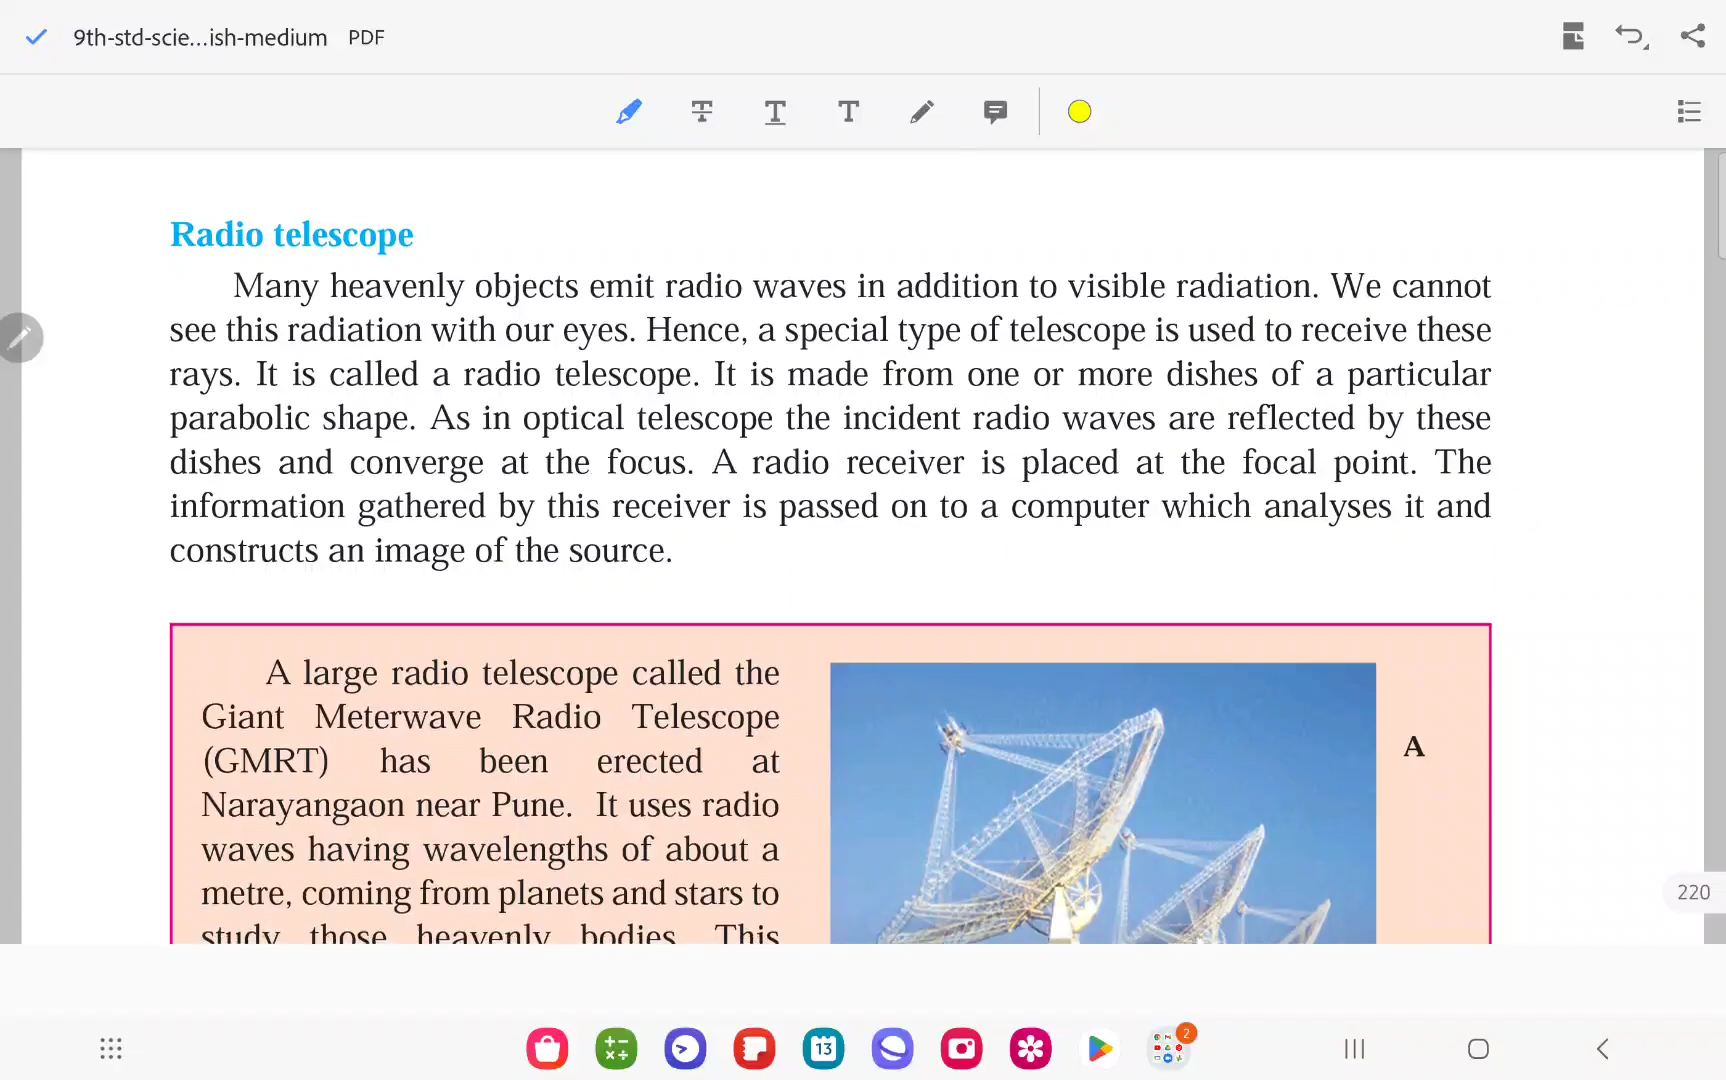 9th-std-scie...ish-medium PDF
Radio telescope
Many heavenly objects emit radio waves in addition to visible radiation. We cannot
see this radiation with our eyes. Hence, a special type of telescope is used to receive these
rays. It is called a radio telescope. It is made from one or more dishes of a particular
parabolic shape. As in optical telescope the incident radio waves are reflected by these
dishes and converge at the focus. A radio receiver is placed at the focal point. The
information gathered by this receiver is passed on to a computer which analyses it and
constructs an image of the source.
A large radio telescope called the
Giant Meterwave Radio Telescope
(GMRT) has been erected at
Narayangaon near Pune. It uses radio
waves having wavelengths of about a
metre, coming from planets and stars to
study those heavenly bodies. This
A
220
13
2